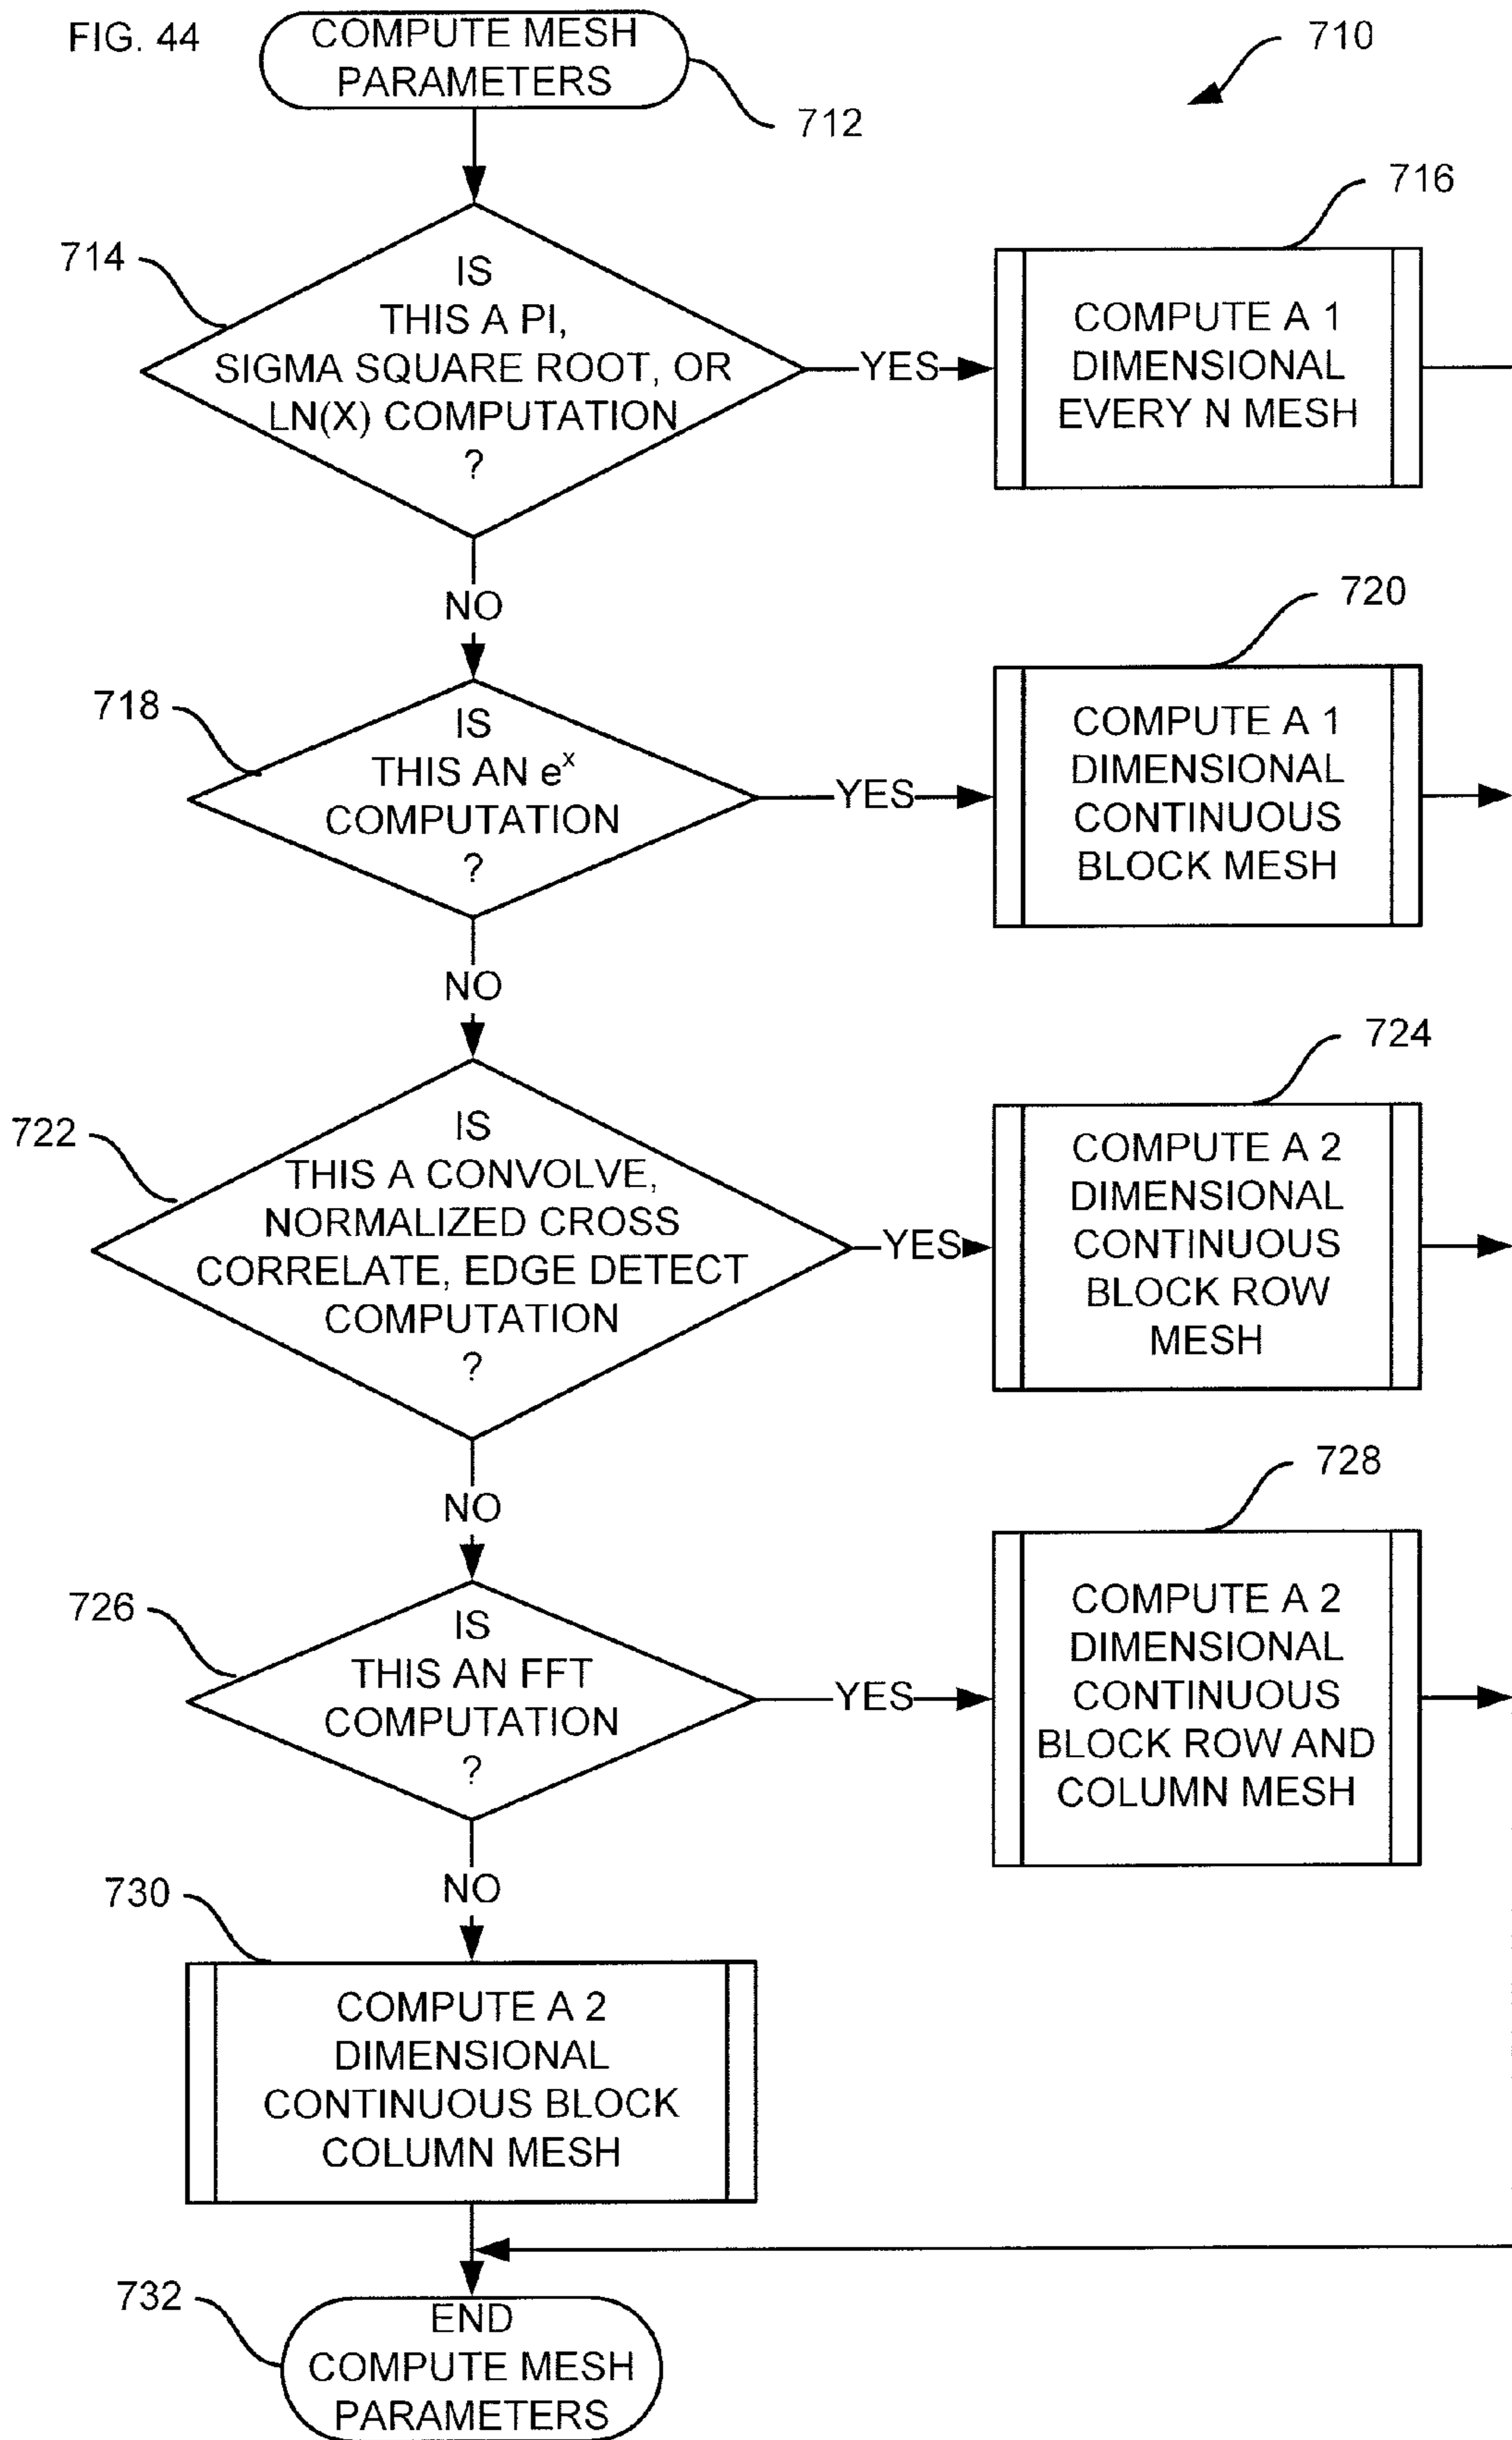 FIG. 44
COMPUTE MESH
PARAMETERS
710
712
716
714
IS
THIS A PI,
SIGMA SQUARE ROOT, OR
LN(X) COMPUTATION
?
YES
COMPUTE A 1
DIMENSIONAL
EVERY N MESH
NO
720
718
IS
THIS AN eˣ
COMPUTATION
?
YES
COMPUTE A 1
DIMENSIONAL
CONTINUOUS
BLOCK MESH
NO
724
722
IS
THIS A CONVOLVE,
NORMALIZED CROSS
CORRELATE, EDGE DETECT
COMPUTATION
?
YES
COMPUTE A 2
DIMENSIONAL
CONTINUOUS
BLOCK ROW
MESH
NO
728
726
IS
THIS AN FFT
COMPUTATION
?
YES
COMPUTE A 2
DIMENSIONAL
CONTINUOUS
BLOCK ROW AND
COLUMN MESH
NO
730
COMPUTE A 2
DIMENSIONAL
CONTINUOUS BLOCK
COLUMN MESH
732
END
COMPUTE MESH
PARAMETERS